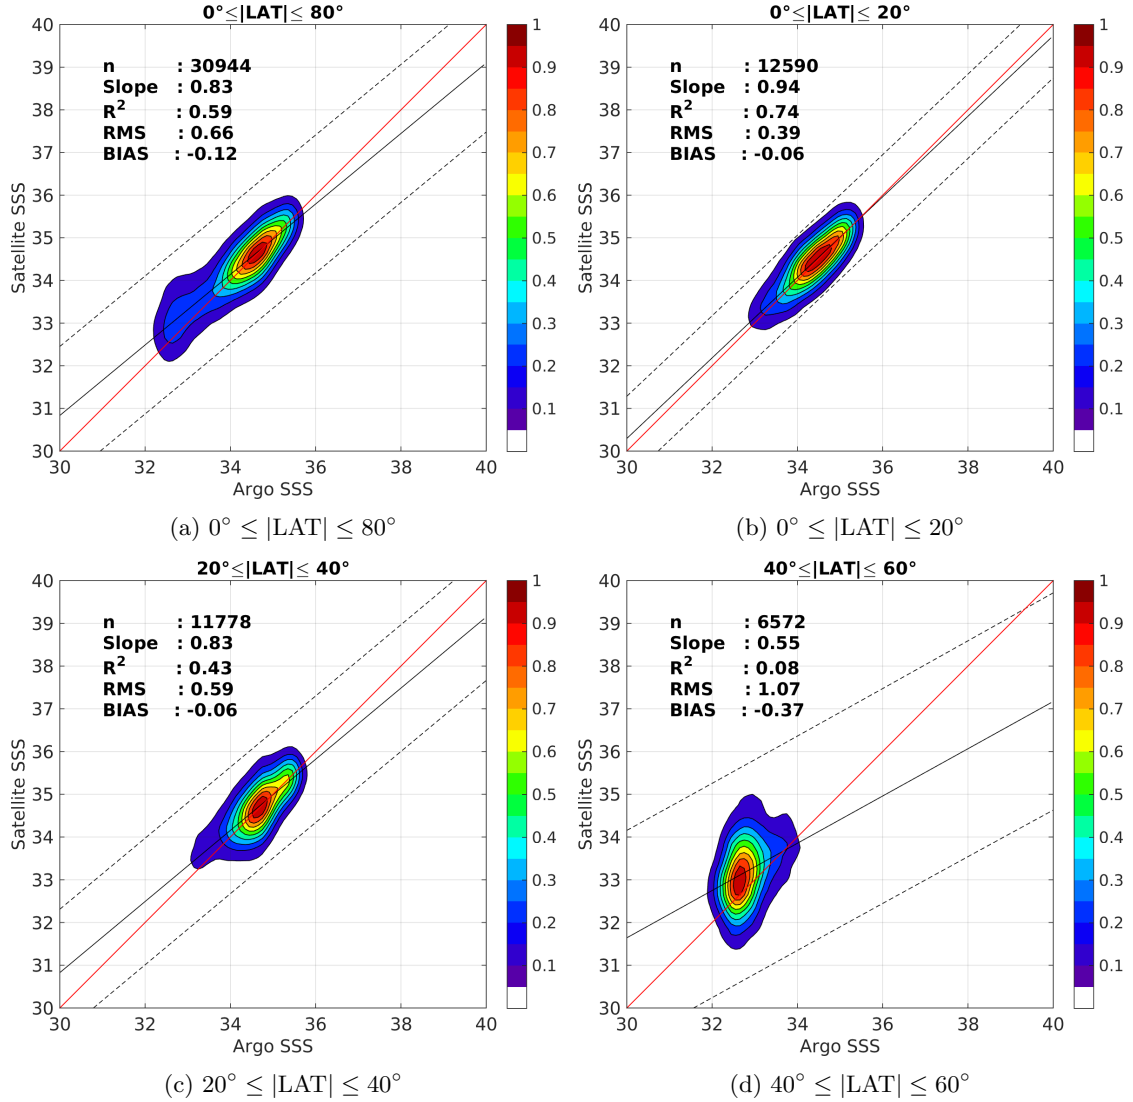 0°≤|LAT|≤ 80°
n : 30944
Slope : 0.83
R² : 0.59
RMS : 0.66
BIAS : -0.12
40
39
38
37
36
35
34
33
32
31
30
30 32 34 36 38 40
Satellite SSS
Argo SSS
1
0.9
0.8
0.7
0.6
0.5
0.4
0.3
0.2
0.1
(a) 0° ≤ |LAT| ≤ 80°
0°≤|LAT|≤ 20°
n : 12590
Slope : 0.94
R² : 0.74
RMS : 0.39
BIAS : -0.06
40
39
38
37
36
35
34
33
32
31
30
30 32 34 36 38 40
Satellite SSS
Argo SSS
1
0.9
0.8
0.7
0.6
0.5
0.4
0.3
0.2
0.1
(b) 0° ≤ |LAT| ≤ 20°
20°≤|LAT|≤ 40°
n : 11778
Slope : 0.83
R² : 0.43
RMS : 0.59
BIAS : -0.06
40
39
38
37
36
35
34
33
32
31
30
30 32 34 36 38 40
Satellite SSS
Argo SSS
1
0.9
0.8
0.7
0.6
0.5
0.4
0.3
0.2
0.1
(c) 20° ≤ |LAT| ≤ 40°
40°≤|LAT|≤ 60°
n : 6572
Slope : 0.55
R² : 0.08
RMS : 1.07
BIAS : -0.37
40
39
38
37
36
35
34
33
32
31
30
30 32 34 36 38 40
Satellite SSS
Argo SSS
1
0.9
0.8
0.7
0.6
0.5
0.4
0.3
0.2
0.1
(d) 40° ≤ |LAT| ≤ 60°